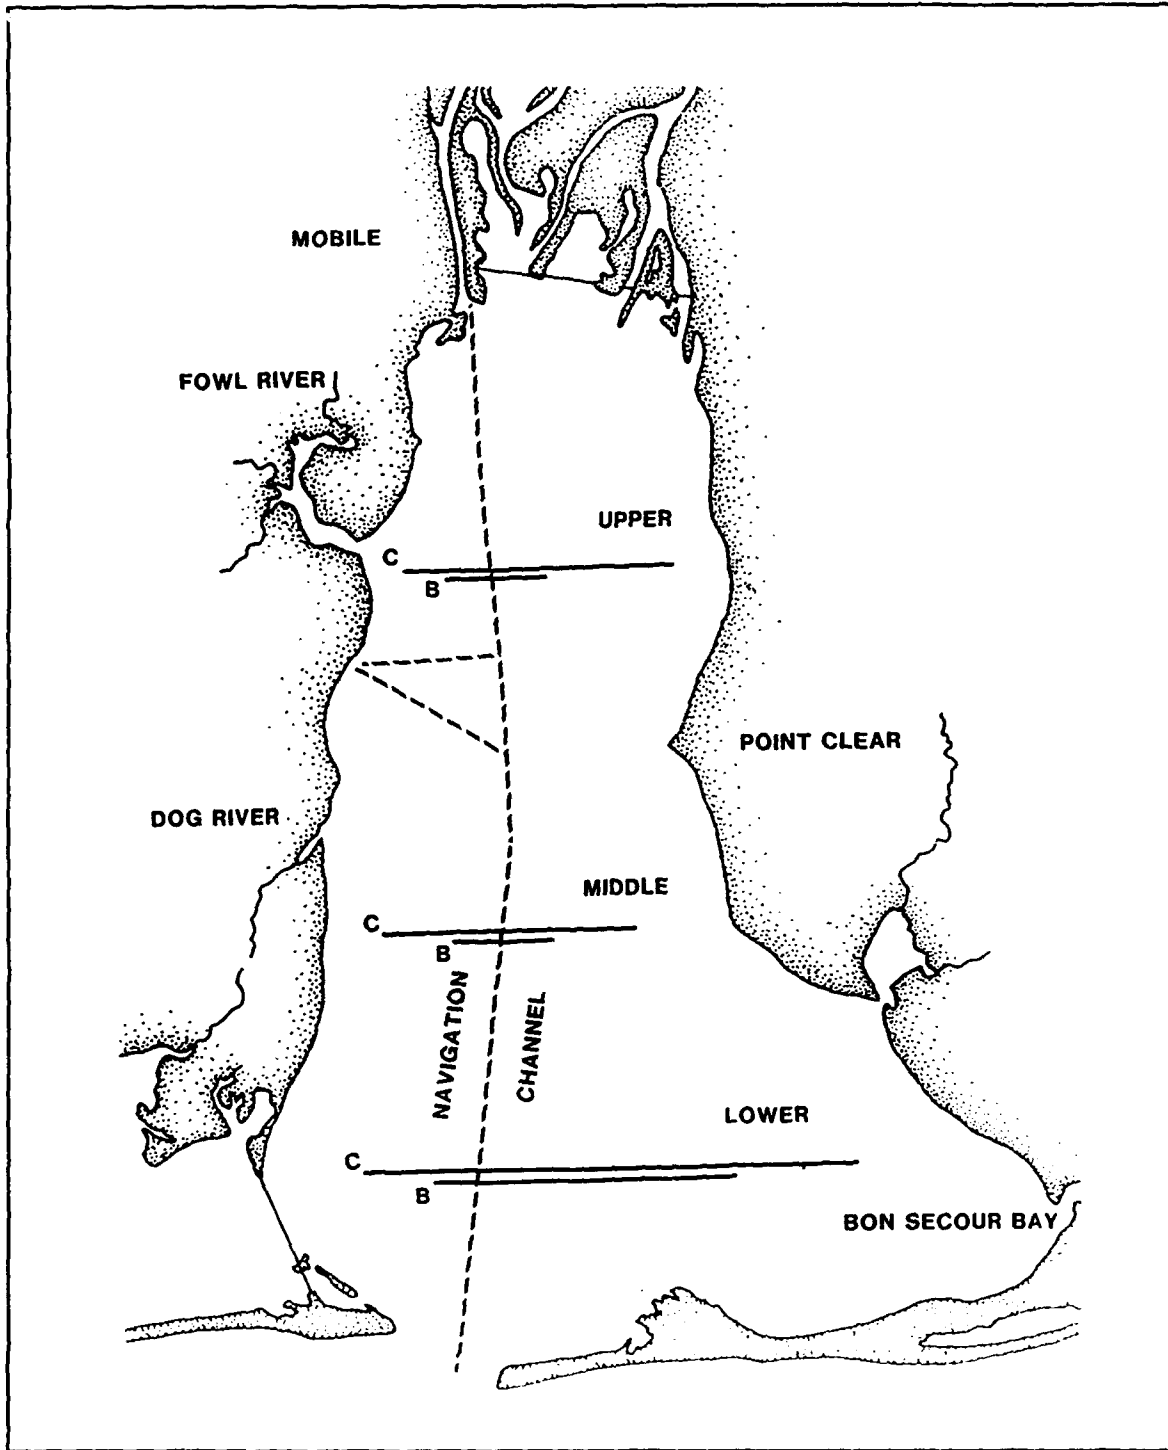 MOBILE
FOWL RIVER
UPPER
C
B
POINT CLEAR
DOG RIVER
MIDDLE
C
B
NAVIGATION
CHANNEL
LOWER
C
B
BON SECOUR BAY